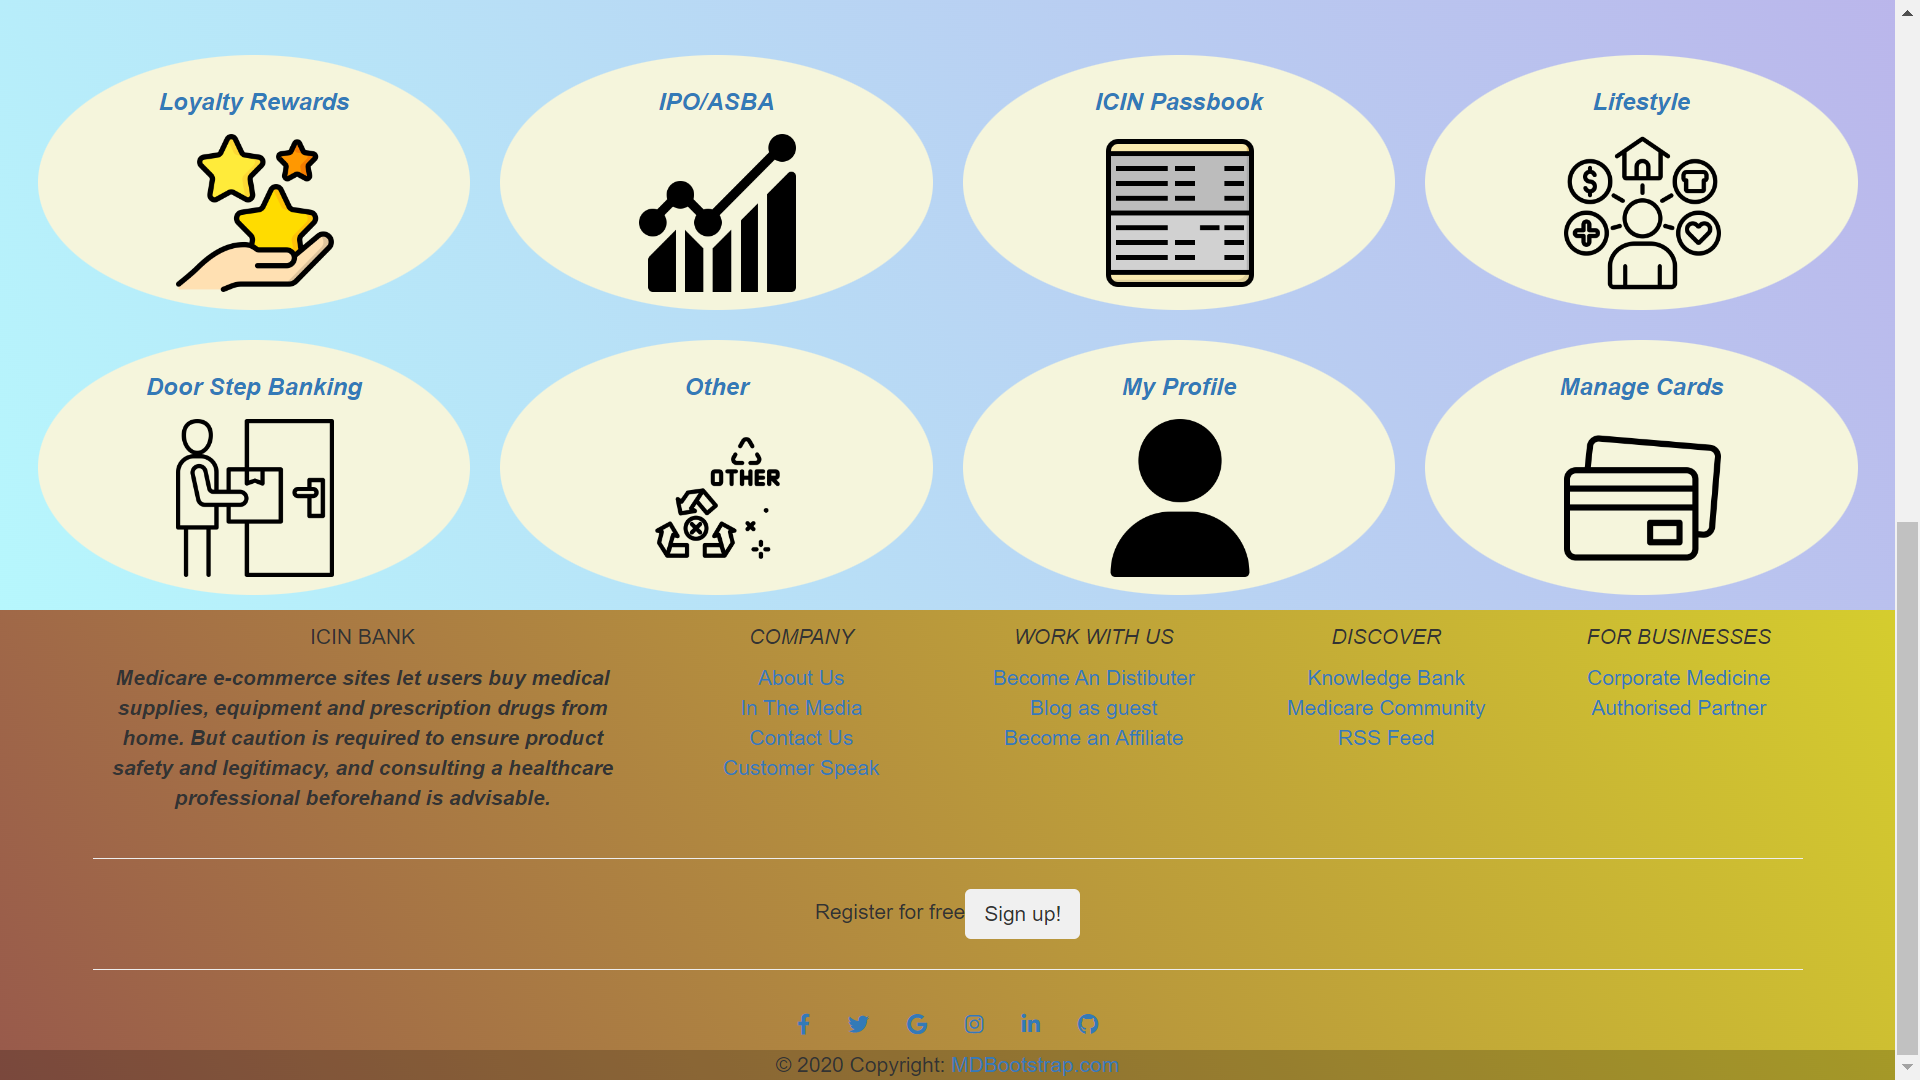 Loyalty Rewards
IPO/ASBA
ICIN Passbook
Lifestyle
Door Step Banking
Other
OTHER
My Profile
Manage Cards
ICIN BANK
Medicare e-commerce sites let users buy medical
supplies, equipment and prescription drugs from
home. But caution is required to ensure product
safety and legitimacy, and consulting a healthcare
professional beforehand is advisable.
COMPANY
About Us
In The Media
Contact Us
Customer Speak
WORK WITH US
Become An Distibuter
Blog as guest
Become an Affiliate
DISCOVER
Knowledge Bank
Medicare Community
RSS Feed
FOR BUSINESSES
Corporate Medicine
Authorised Partner
Register for free Sign up!
© 2020 Copyright: MDBootstrap.com